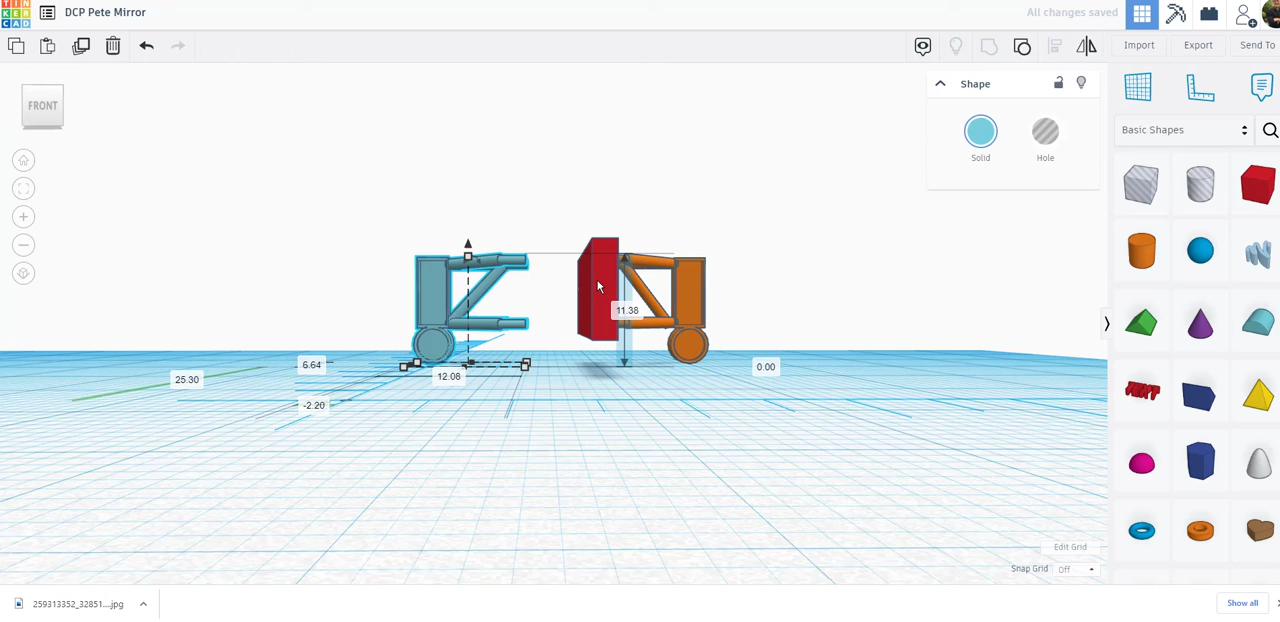 TIN
KER
CAD
DCP Pete Mirror
All changes saved
Import
Export
Send To
FRONT
Shape
Solid
Hole
Basic Shapes
11.38
6.64
25.30
12.08
-2.20
0.00
TEXT
Edit Grid
Snap Grid
Off
259313352_32851....jpg
Show all